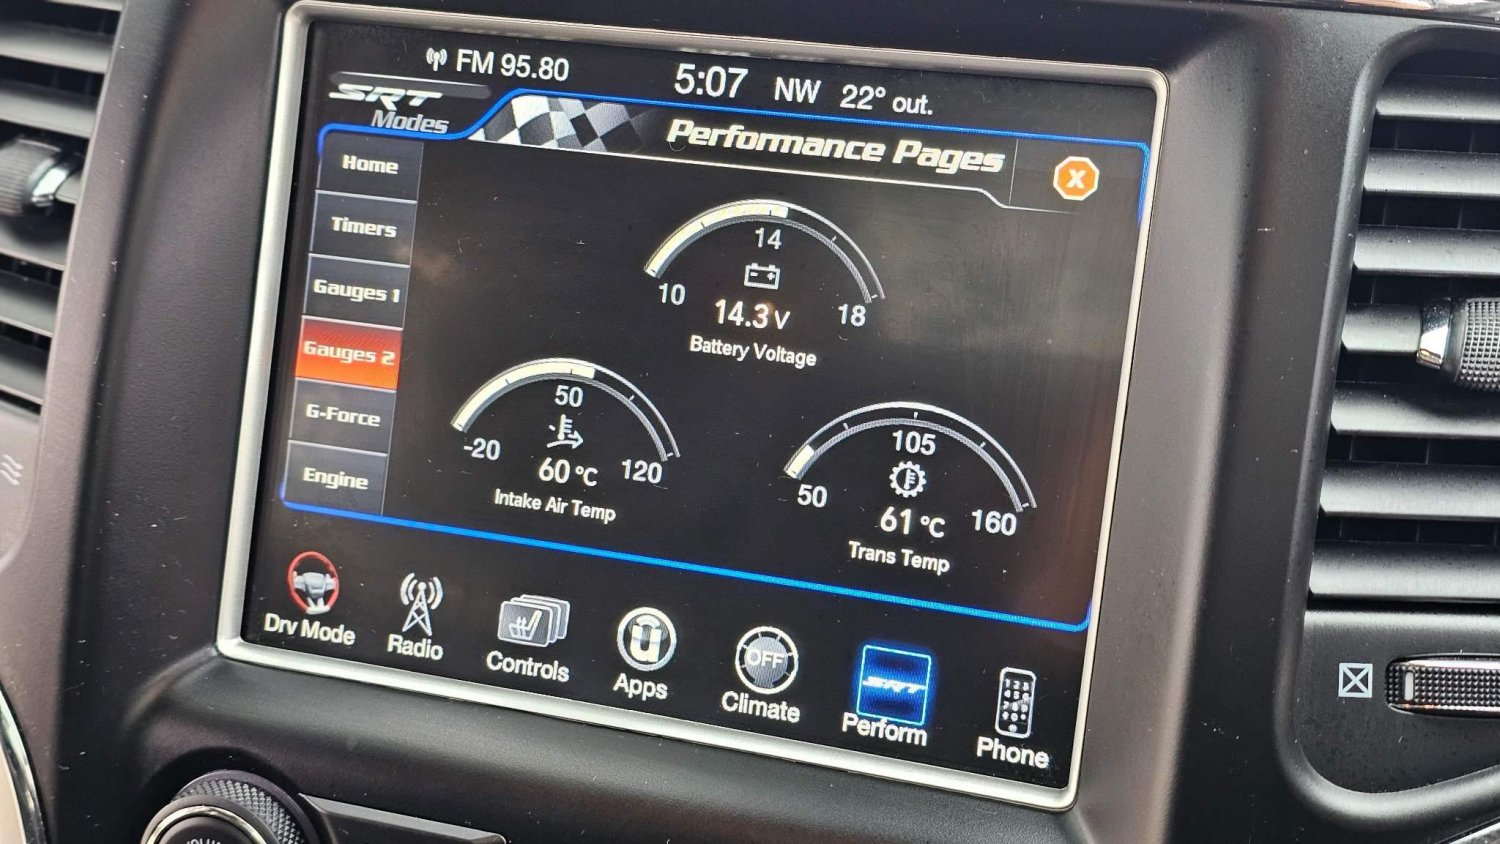 FM 95.80
5:07 NW 22° out.
SRT
Modes
Performance Pages
X
Home
Timers
Gauges 1
Gauges 2
G-Force
Engine
14
10
18
14.3 V
Battery Voltage
50
-20
120
60 °C
Intake Air Temp
105
50
160
61 °C
Trans Temp
Drv Mode
Radio
Controls
U
Apps
OFF
Climate
SRT
Perform
Phone